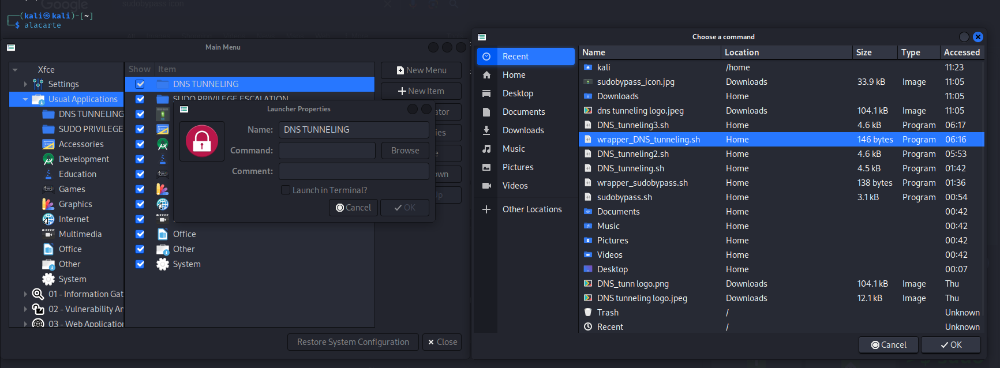 Google
sudobypass icon
(kali㉿kali)-[~]
$ alacarte
Main Menu
Xfce
Settings
Usual Applications
DNS TUNNELING
SUDO PRIVILEGE
Accessories
Development
Education
Games
Graphics
Internet
Multimedia
Office
Other
System
01 - Information Gat
02 - Vulnerability An
03 - Web Application
Show Item
DNS TUNNELING
SUDO PRIVILEGE ESCALATION
Office
Other
System
New Menu
New Item
ator
ies
e
own
Up
Restore System Configuration
Close
Launcher Properties
Name: DNS TUNNELING
Command: Browse
Comment:
Launch in Terminal?
Cancel OK
Choose a command
Recent
Home
Desktop
Documents
Downloads
Music
Pictures
Videos
Other Locations
Name Location Size Type Accessed
kali /home 11:23
sudobypass_icon.jpg Downloads 33.9 kB Image 11:05
Downloads Home 11:05
dns tunneling logo.jpeg Downloads 104.1 kB Image 11:05
DNS_tunneling3.sh Home 4.6 kB Program 06:17
wrapper_DNS_tunneling.sh Home 146 bytes Program 06:16
DNS_tunneling2.sh Home 4.6 kB Program 05:53
DNS_tunneling.sh Home 4.5 kB Program 01:42
wrapper_sudobypass.sh Home 138 bytes Program 01:36
sudobypass.sh Home 3.1 kB Program 00:54
Documents Home 00:42
Music Home 00:42
Pictures Home 00:42
Videos Home 00:42
Desktop Home 00:07
DNS_tunn logo.png Downloads 104.1 kB Image Thu
DNS tunneling logo.jpeg Downloads 12.1 kB Image Thu
Trash / Unknown
Recent / Unknown
Cancel OK